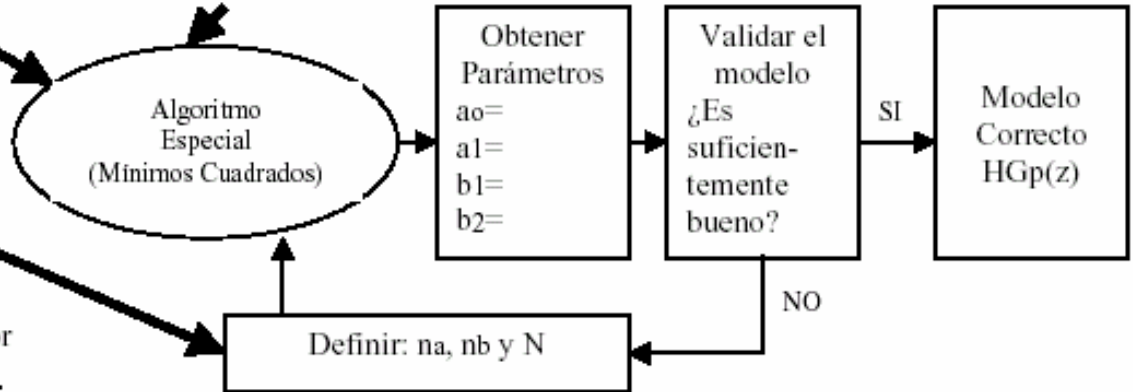 Algoritmo
Especial
(Mínimos Cuadrados)
Obtener
Parámetros
ao=
a1=
b1=
b2=
Validar el
modelo
¿Es
suficien-
temente
bueno?
SI
Modelo
Correcto
HGp(z)
NO
Definir: na, nb y N